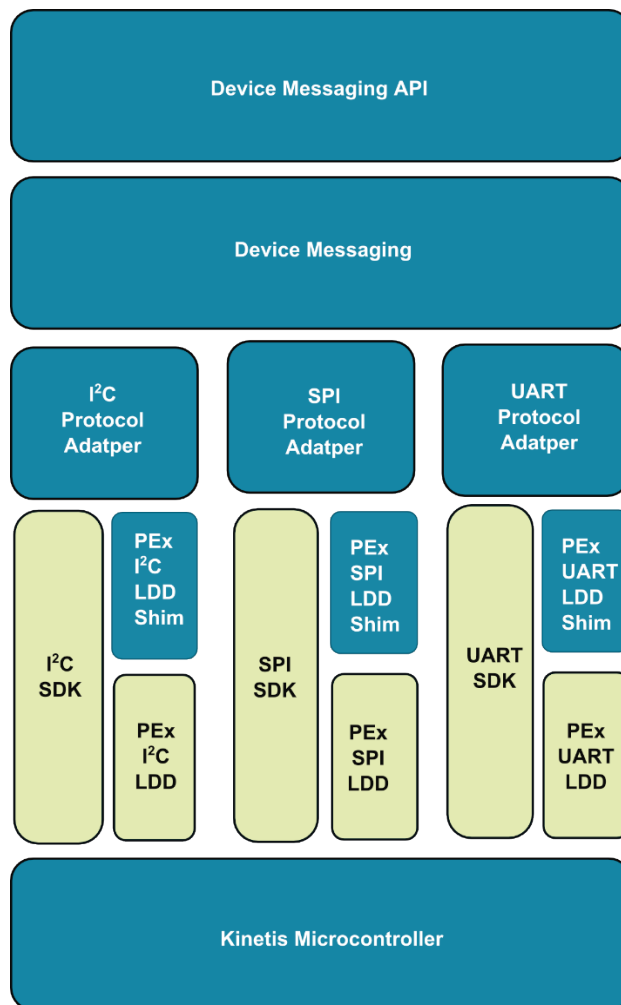 Device Messaging API
Device Messaging
I²C
Protocol
Adatper
SPI
Protocol
Adatper
UART
Protocol
Adatper
I²C
SDK
PEx
I²C
LDD
Shim
PEx
I²C
LDD
SPI
SDK
PEx
SPI
LDD
Shim
PEx
SPI
LDD
UART
SDK
PEx
UART
LDD
Shim
PEx
UART
LDD
Kinetis Microcontroller